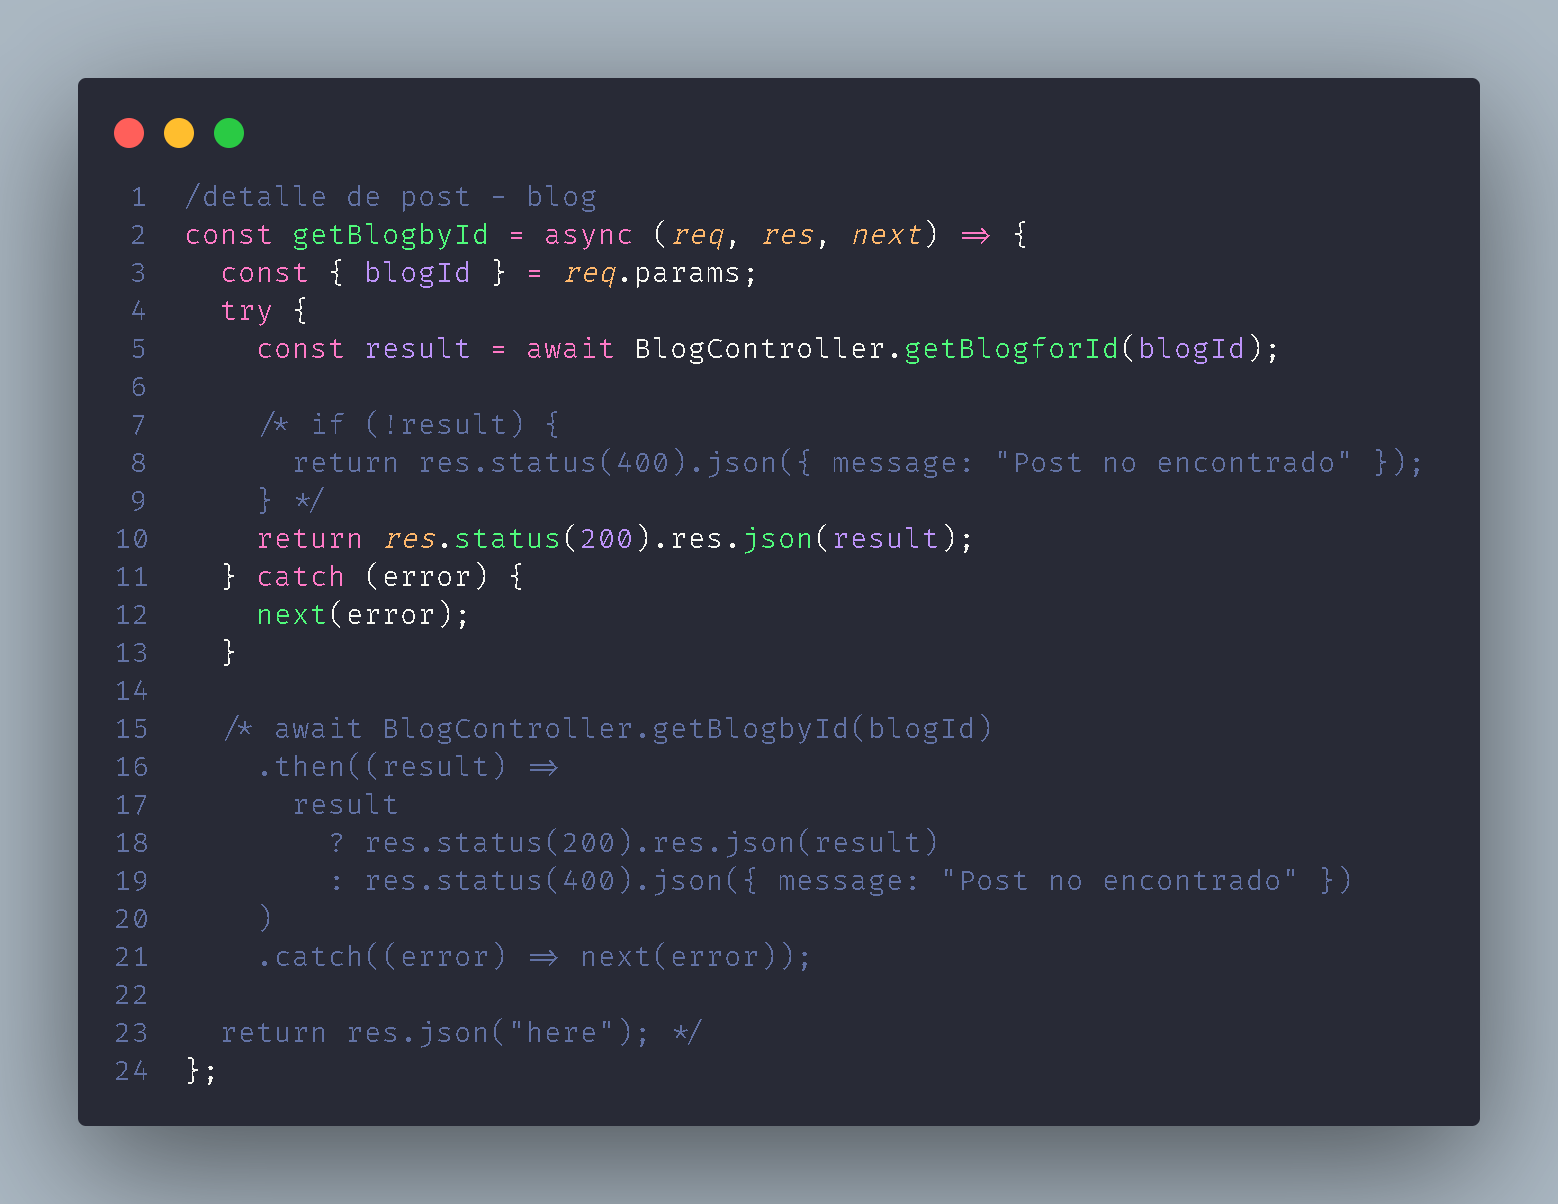 1 /detalle de post - blog
2 const getBlogbyId = async (req, res, next) => {
3   const { blogId } = req.params;
4   try {
5     const result = await BlogController.getBlogforId(blogId);
6
7     /* if (!result) {
8       return res.status(400).json({ message: "Post no encontrado" });
9     } */
10     return res.status(200).res.json(result);
11   } catch (error) {
12     next(error);
13   }
14
15   /* await BlogController.getBlogbyId(blogId)
16     .then((result) =>
17       result
18         ? res.status(200).res.json(result)
19         : res.status(400).json({ message: "Post no encontrado" })
20     )
21     .catch((error) => next(error));
22
23   return res.json("here"); */
24 };